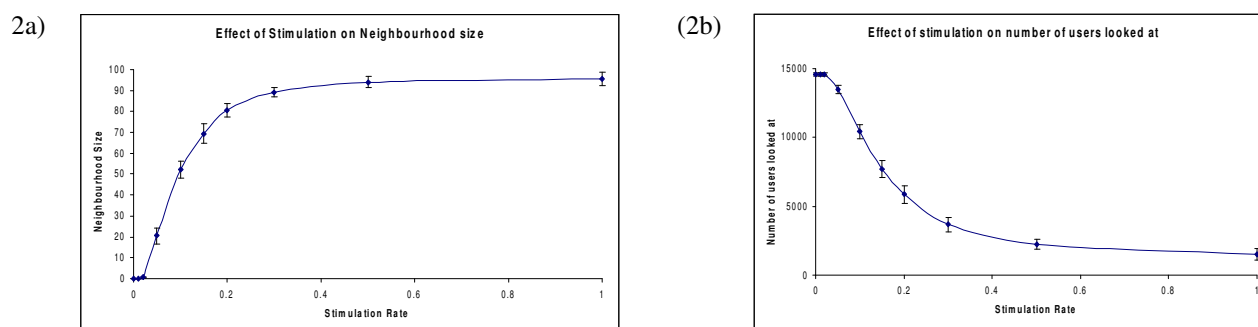 2a)
Effect of Stimulation on Neighbourhood size
Neighbourhood Size
100
90
80
70
60
50
40
30
20
10
0
0 0.2 0.4 0.6 0.8 1
Stimulation Rate
(2b)
Effect of stimulation on number of users looked at
Number of users looked at
15000
10000
5000
0
0 0.2 0.4 0.6 0.8 1
Stimulation Rate